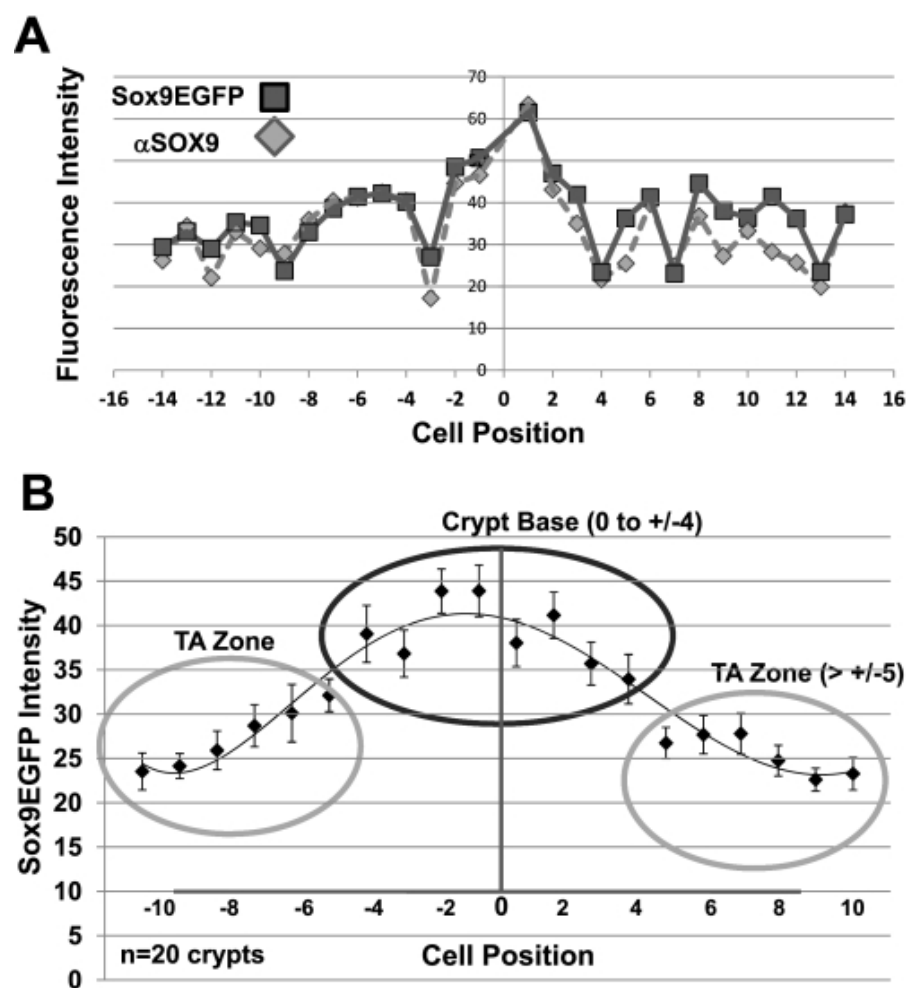 A
Fluorescence Intensity
Sox9EGFP
αSOX9
70
60
40
30
20
10
0
-16 -14 -12 -10 -8 -6 -4 -2 0 2 4 6 8 10 12 14 16
Cell Position
B
Crypt Base (0 to +/-4)
Sox9EGFP Intensity
50
45
40
TA Zone
35
TA Zone (> +/-5)
30
25
20
15
10
-10 -8 -6 -4 -2 0 2 4 6 8 10
5
n=20 crypts
Cell Position
0